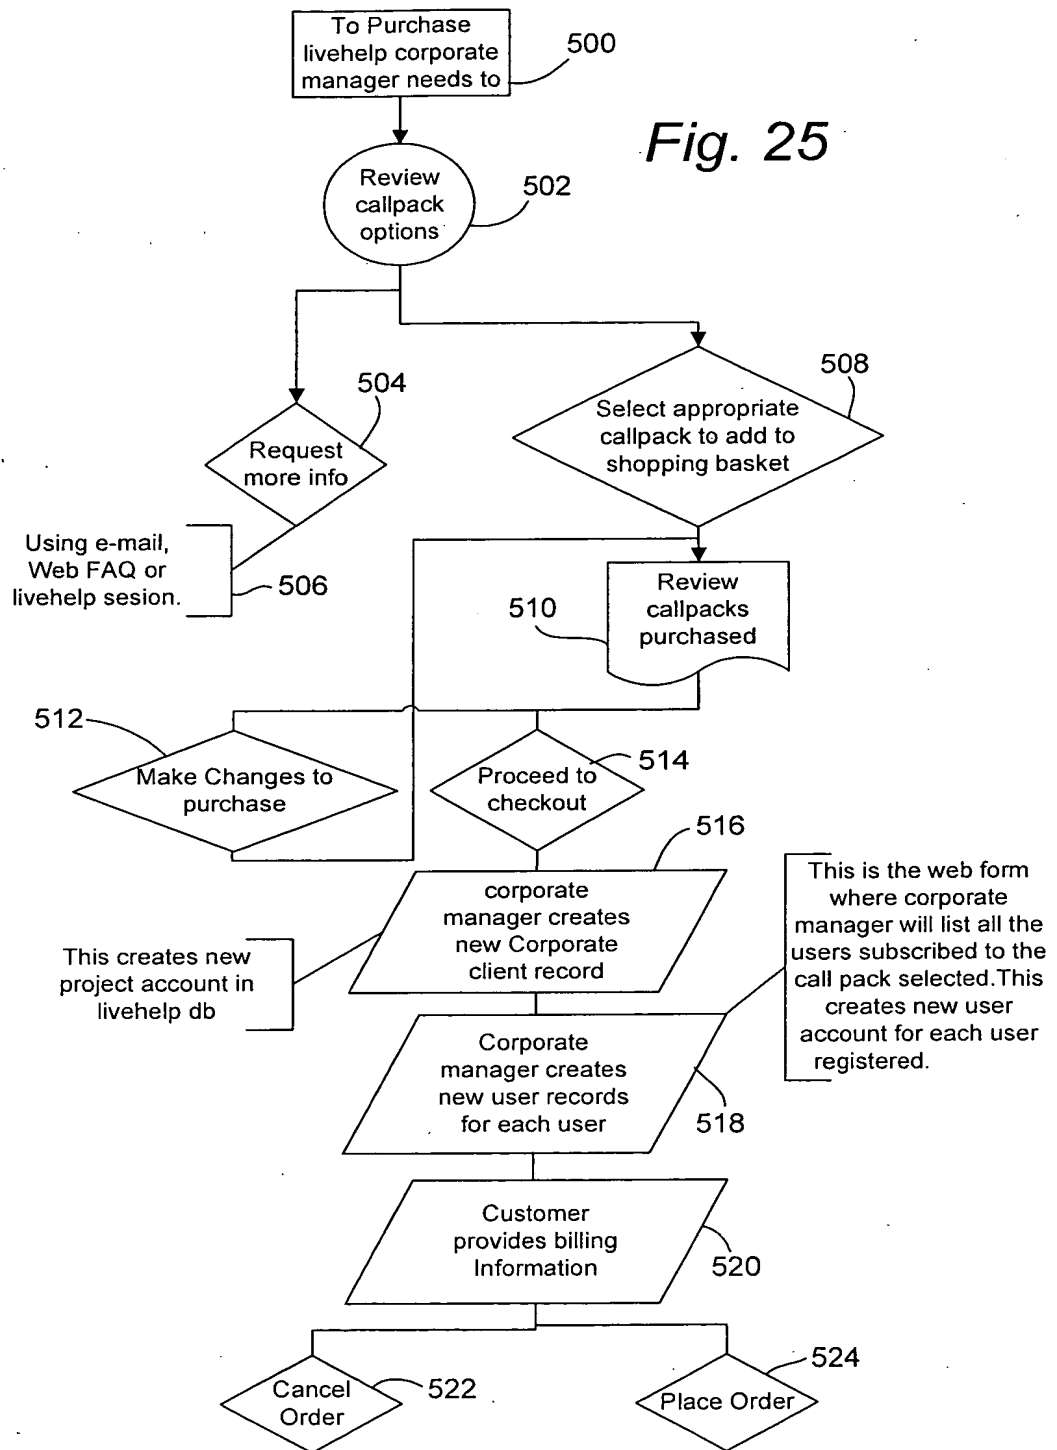 To Purchase
livehelp corporate
manager needs to
500
Fig. 25
Review
callpack
options
502
504
Request
more info
508
Select appropriate
callpack to add to
shopping basket
Using e-mail,
Web FAQ or
livehelp sesion.
506
510
Review
callpacks
purchased
512
Make Changes to
purchase
514
Proceed to
checkout
516
corporate
manager creates
new Corporate
client record
This creates new
project account in
livehelp db
This is the web form
where corporate
manager will list all the
users subscribed to the
call pack selected.This
creates new user
account for each user
registered.
Corporate
manager creates
new user records
for each user
518
Customer
provides billing
Information
520
Cancel
Order
522
524
Place Order